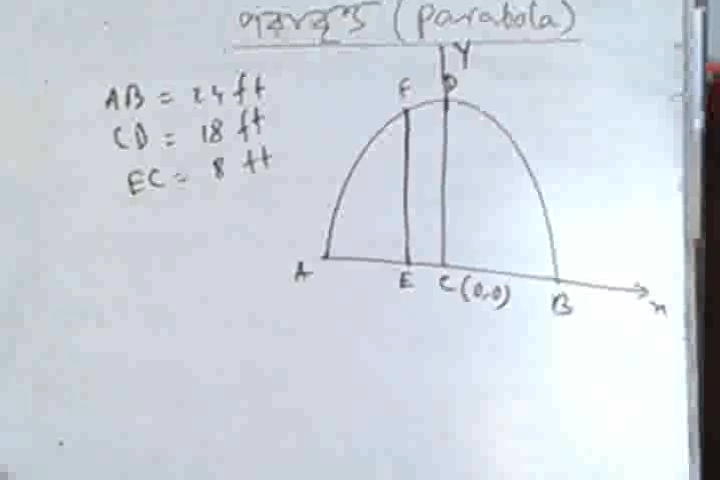 (parabola)
Y
AB = 24 ft
F D
CD = 18 ft
EC = 8 ft
A E C (0,0) B x